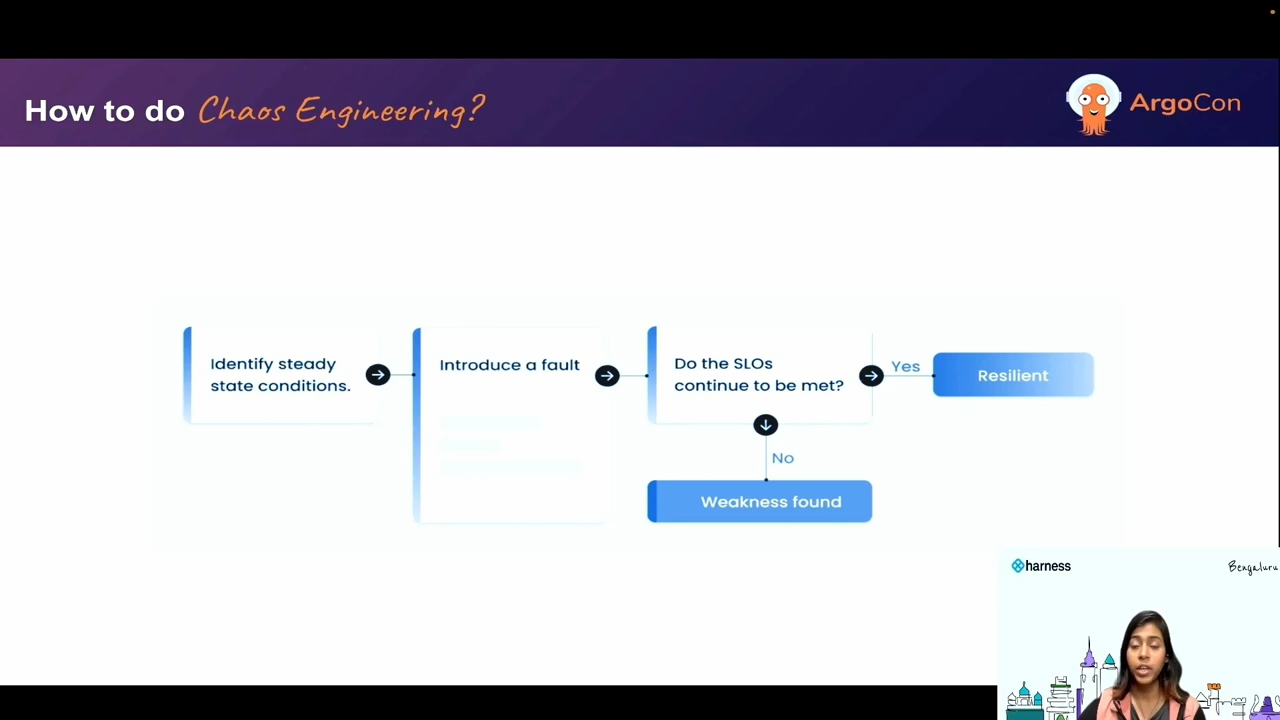 How to do Chaos Engineering?
ArgoCon
Identify steady
state conditions.
Introduce a fault
Do the SLOs
continue to be met?
Yes
Resilient
No
Weakness found
harness
Bengaluru